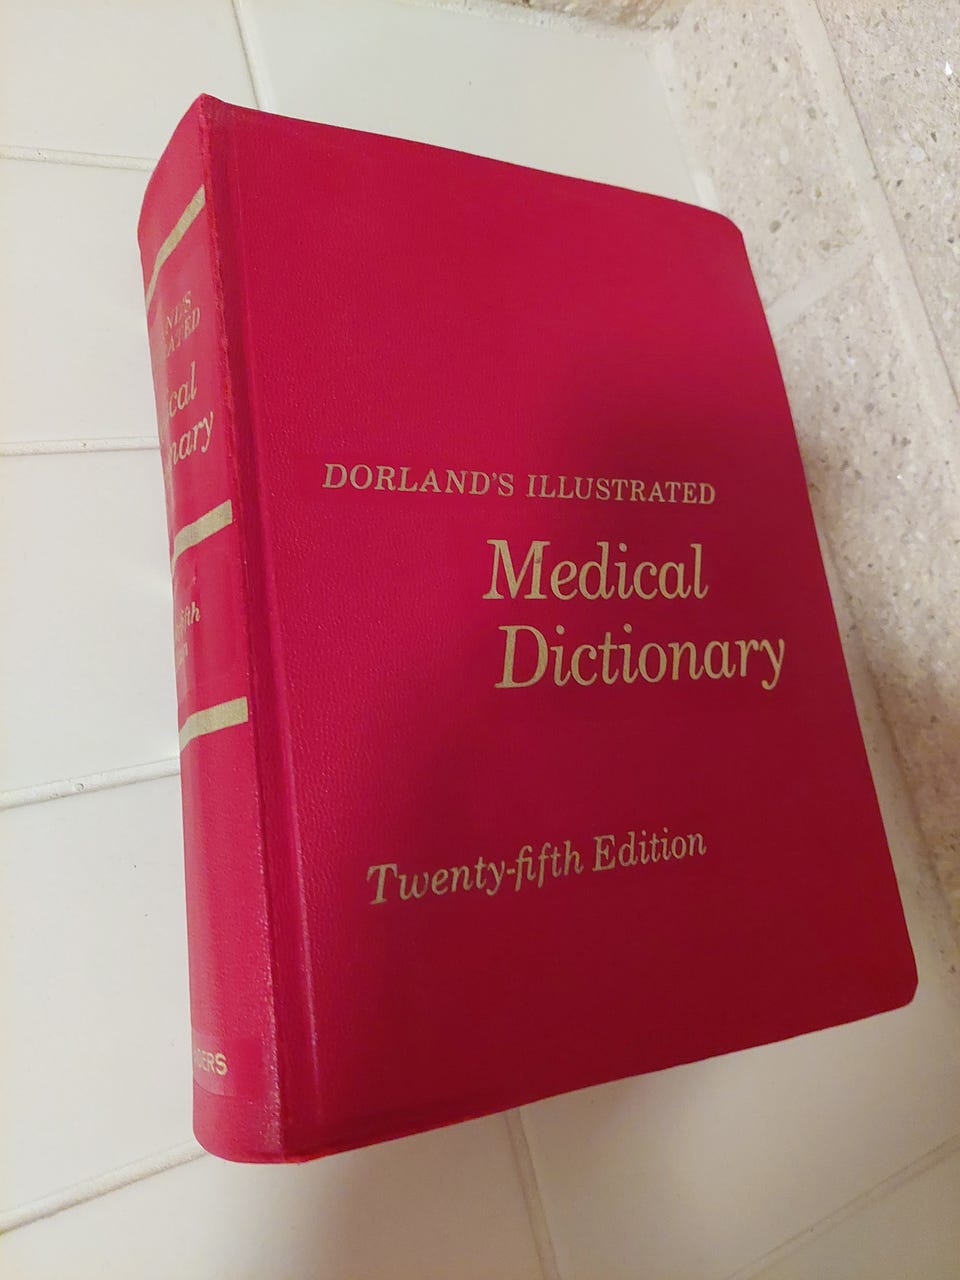 DORLAND'S ILLUSTRATED
Medical
Dictionary
Twenty-fifth Edition